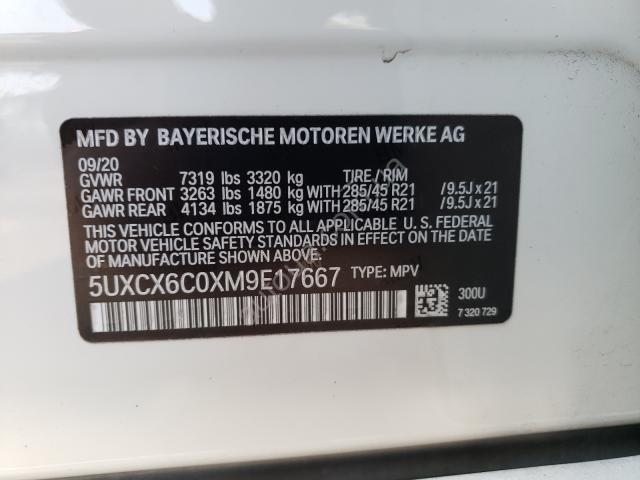 MFD BY BAYERISCHE MOTOREN WERKE AG
09/20
GVWR 7319 lbs 3320 kg TIRE / RIM
GAWR FRONT 3263 lbs 1480 kg WITH 285/45 R21 / 9.5J x 21
GAWR REAR 4134 lbs 1875 kg WITH 285/45 R21 / 9.5J x 21
THIS VEHICLE CONFORMS TO ALL APPLICABLE U. S. FEDERAL
MOTOR VEHICLE SAFETY STANDARDS IN EFFECT ON THE DATE
OF MANUFACTURE SHOWN ABOVE.
5UXCX6C0XM9E17667 TYPE: MPV
300U
7 320 729